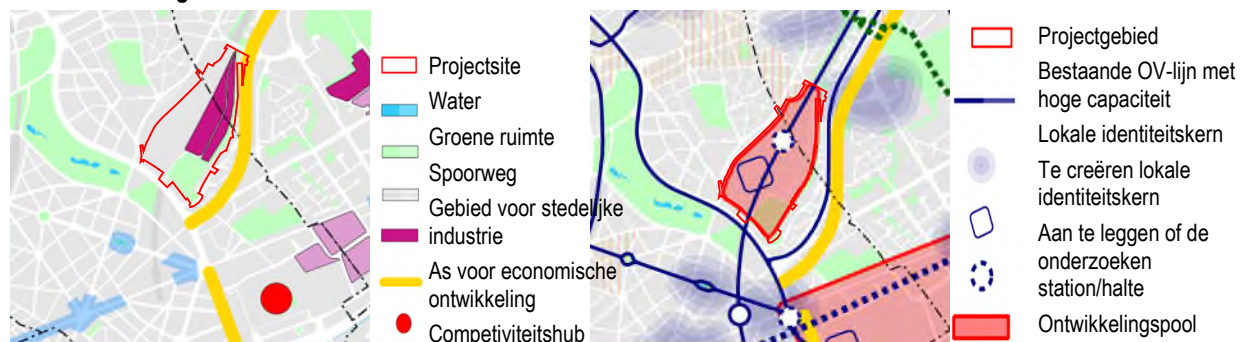 Projectsite
Water
Groene ruimte
Spoorweg
Gebied voor stedelijke
industrie
As voor economische
ontwikkeling
Competiviteitshub
Projectgebied
Bestaande OV-lijn met
hoge capaciteit
Lokale identiteitskern
Te creëren lokale
identiteitskern
Aan te leggen of de
onderzoeken
station/halte
Ontwikkelingspool